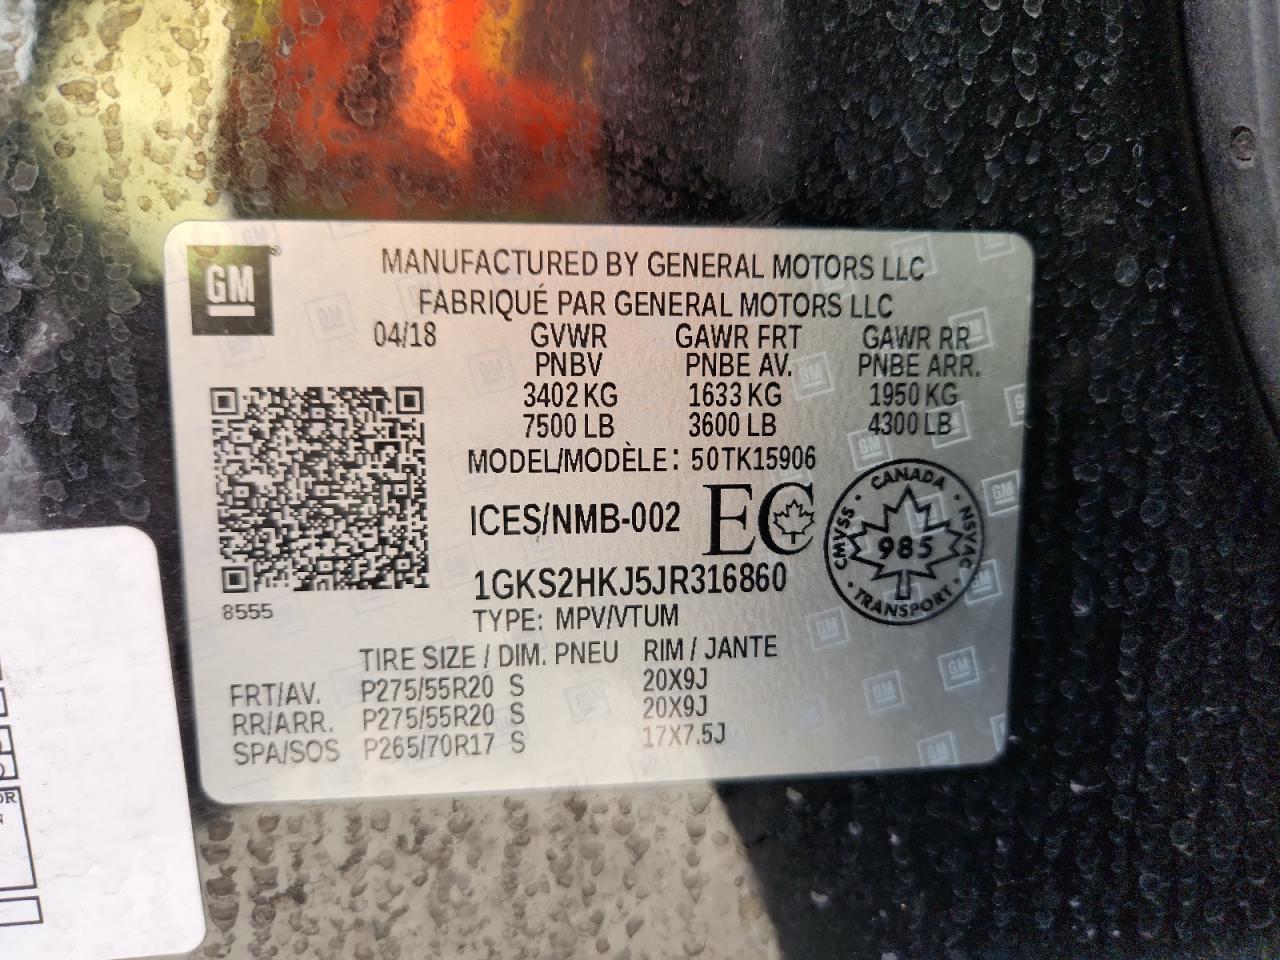 GM
MANUFACTURED BY GENERAL MOTORS LLC
FABRIQUÉ PAR GENERAL MOTORS LLC
04/18 GVWR GAWR FRT GAWR RR
PNBV PNBE AV. PNBE ARR.
3402 KG 1633 KG 1950 KG
7500 LB 3600 LB 4300 LB
MODEL/MODÈLE: 50TK15906
ICES/NMB-002 EC
CANADA
CMVSS 985 NSVAC
TRANSPORT
1GKS2HKJ5JR316860
8555
TYPE: MPV/VTUM
TIRE SIZE / DIM. PNEU RIM / JANTE
FRT/AV. P275/55R20 S 20X9J
RR/ARR. P275/55R20 S 20X9J
SPA/SOS P265/70R17 S 17X7.5J
OR